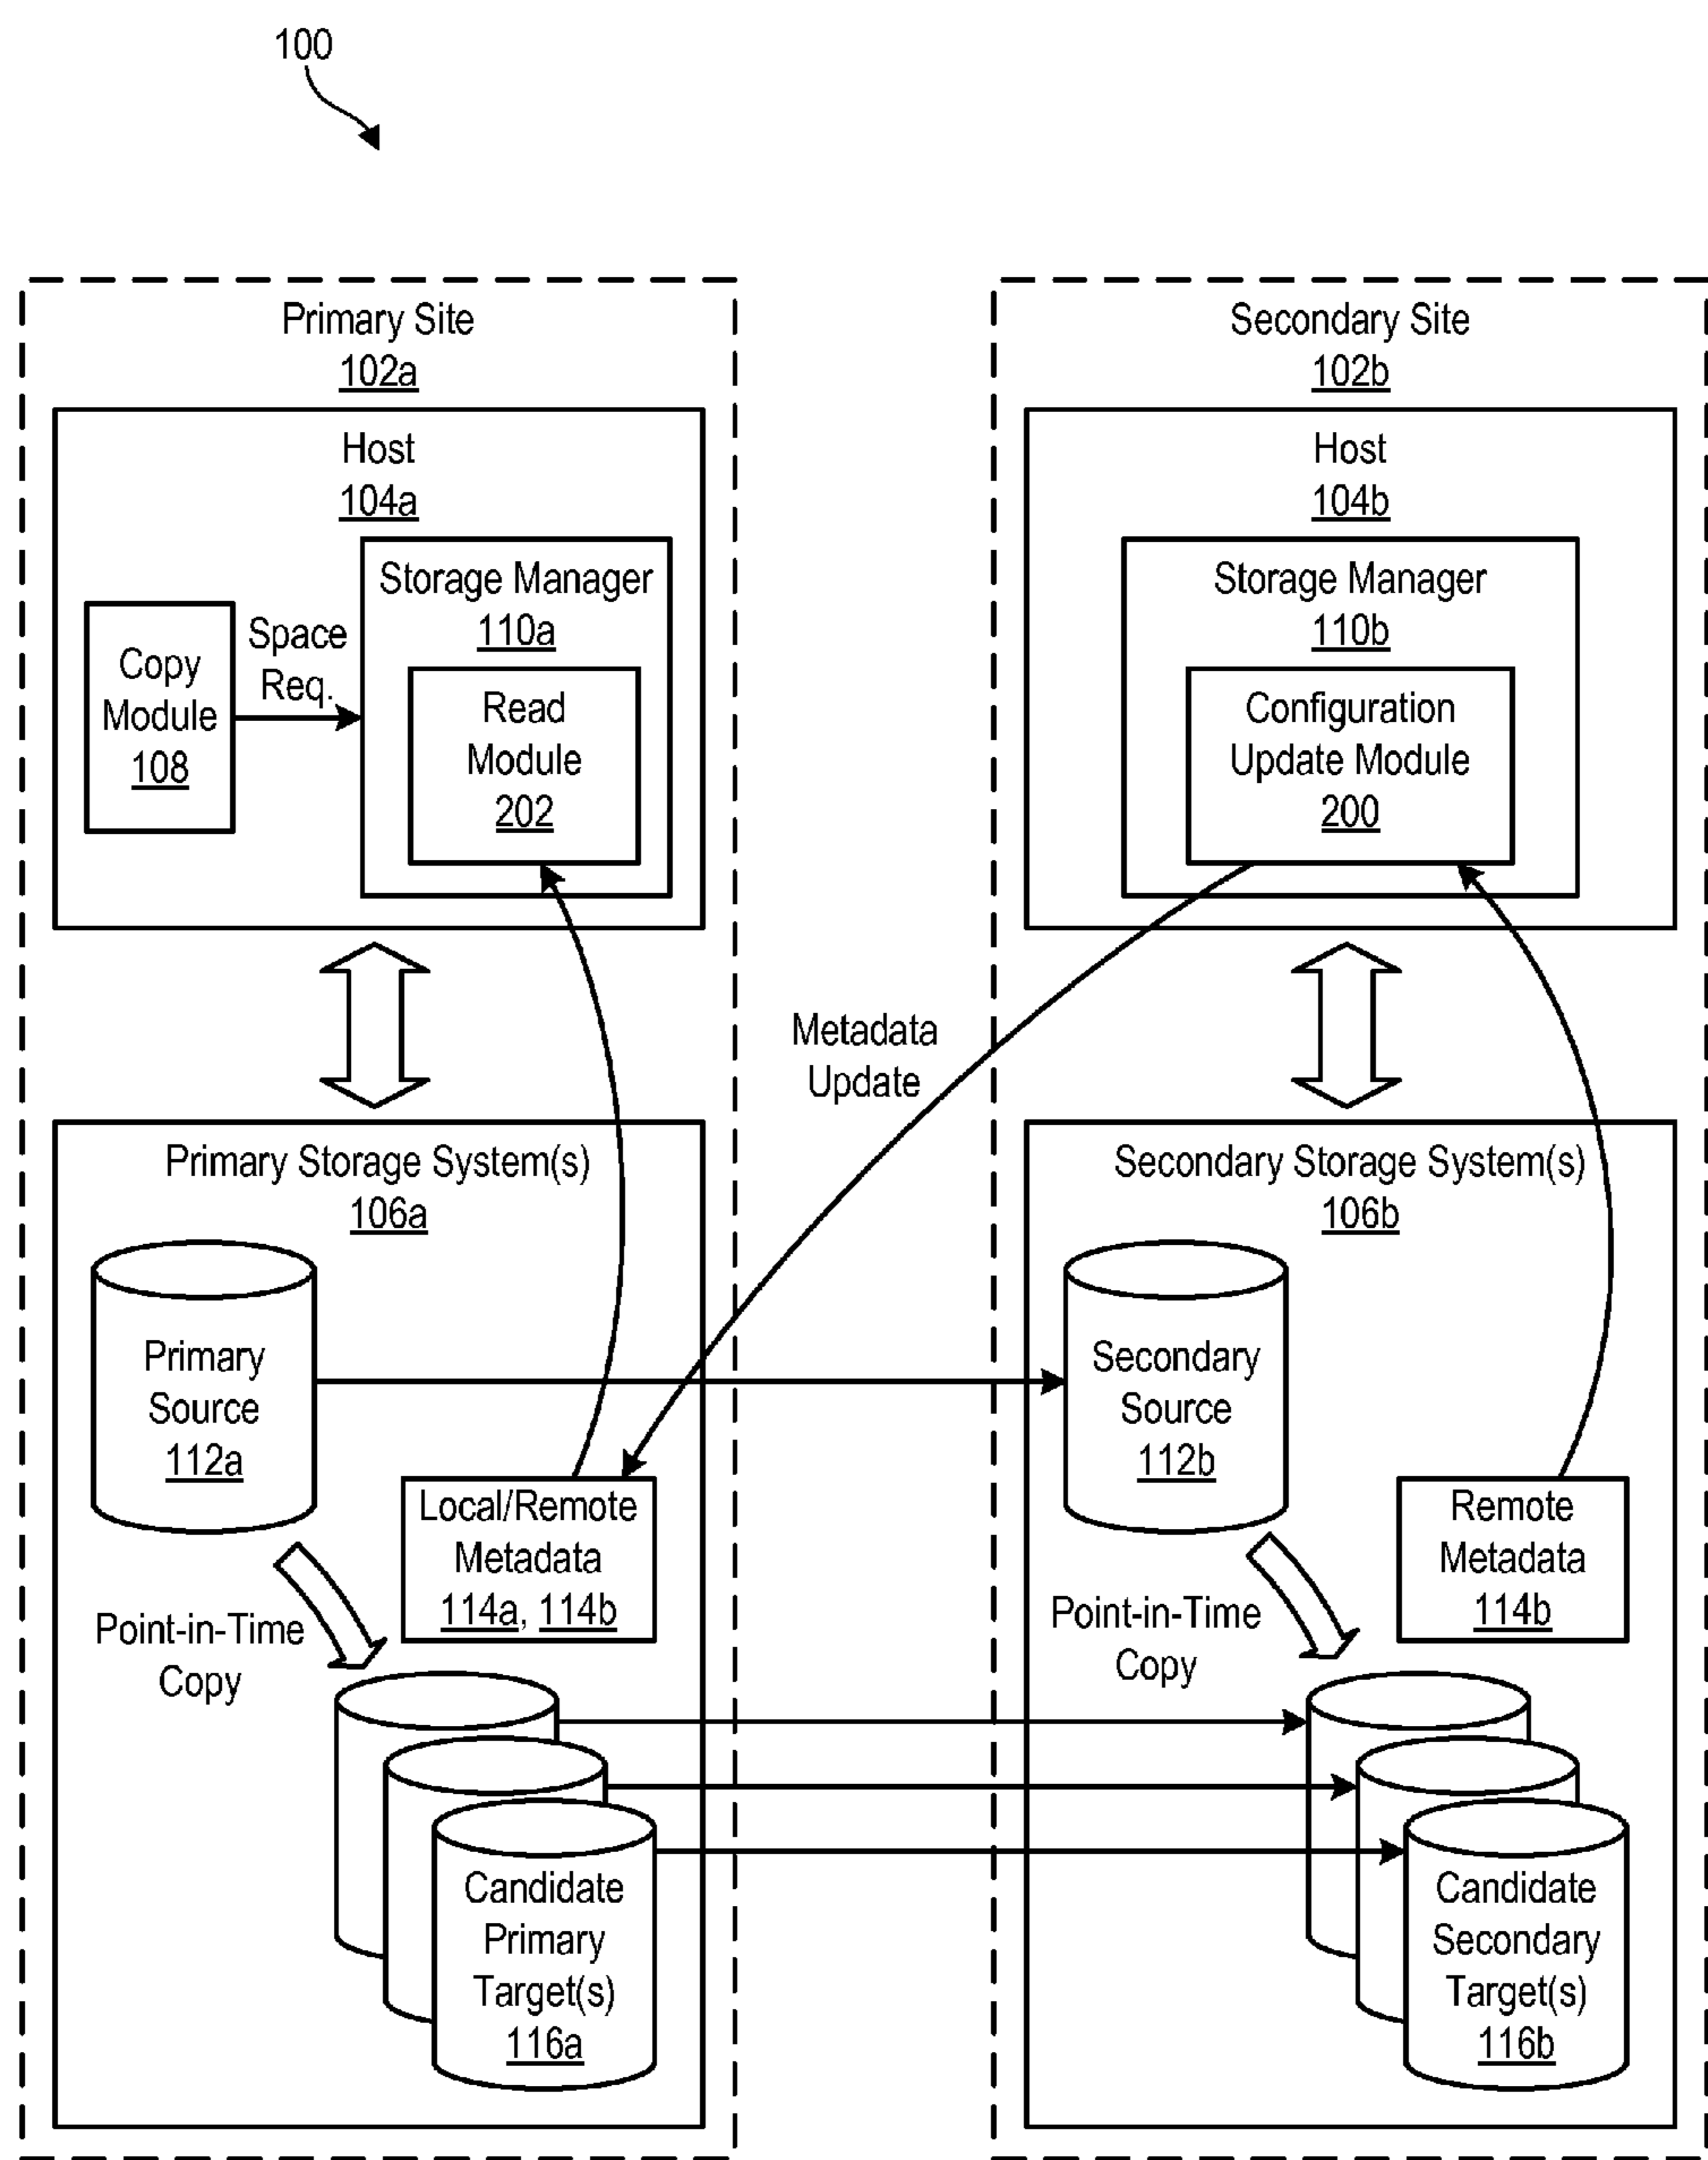 100
Primary Site
102a
Host
104a
Storage Manager
110a
Copy
Module
108
Space
Req.
Read
Module
202
Secondary Site
102b
Host
104b
Storage Manager
110b
Configuration
Update Module
200
Metadata
Update
Primary Storage System(s)
106a
Primary
Source
112a
Local/Remote
Metadata
114a, 114b
Point-in-Time
Copy
Candidate
Primary
Target(s)
116a
Secondary Storage System(s)
106b
Secondary
Source
112b
Remote
Metadata
114b
Point-in-Time
Copy
Candidate
Secondary
Target(s)
116b